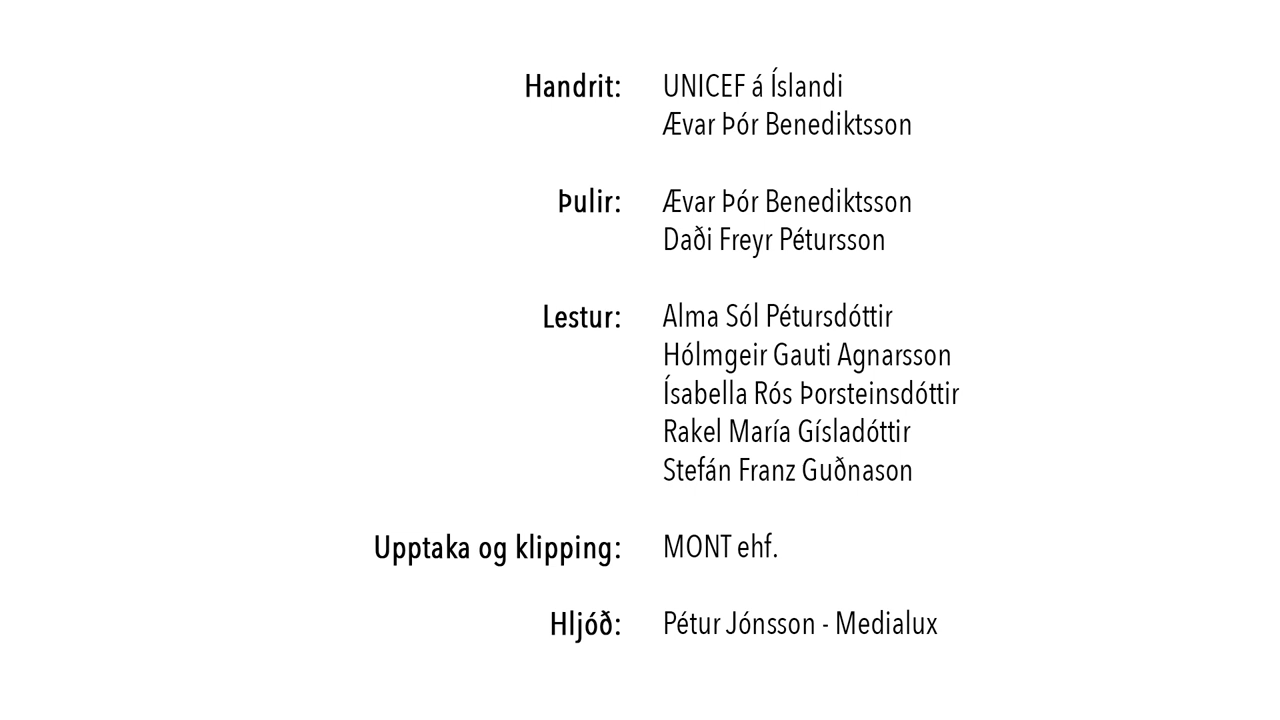 Handrit: UNICEF á Íslandi
Ævar Þór Benediktsson
Þulir: Ævar Þór Benediktsson
Daði Freyr Pétursson
Lestur: Alma Sól Pétursdóttir
Hólmgeir Gauti Agnarsson
Ísabella Rós Þorsteinsdóttir
Rakel María Gísladóttir
Stefán Franz Guðnason
Upptaka og klipping: MONT ehf.
Hljóð: Pétur Jónsson - Medialux